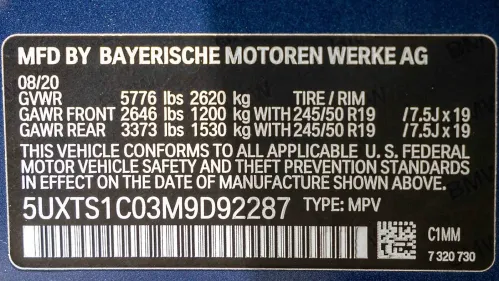 MFD BY BAYERISCHE MOTOREN WERKE AG
08/20
GVWR 5776 lbs 2620 kg TIRE / RIM
GAWR FRONT 2646 lbs 1200 kg WITH 245/50 R19 /7.5J x 19
GAWR REAR 3373 lbs 1530 kg WITH 245/50 R19 /7.5J x 19
THIS VEHICLE CONFORMS TO ALL APPLICABLE U. S. FEDERAL
MOTOR VEHICLE SAFETY AND THEFT PREVENTION STANDARDS
IN EFFECT ON THE DATE OF MANUFACTURE SHOWN ABOVE.
5UXTS1C03M9D92287 TYPE: MPV
C1MM
7 320 730